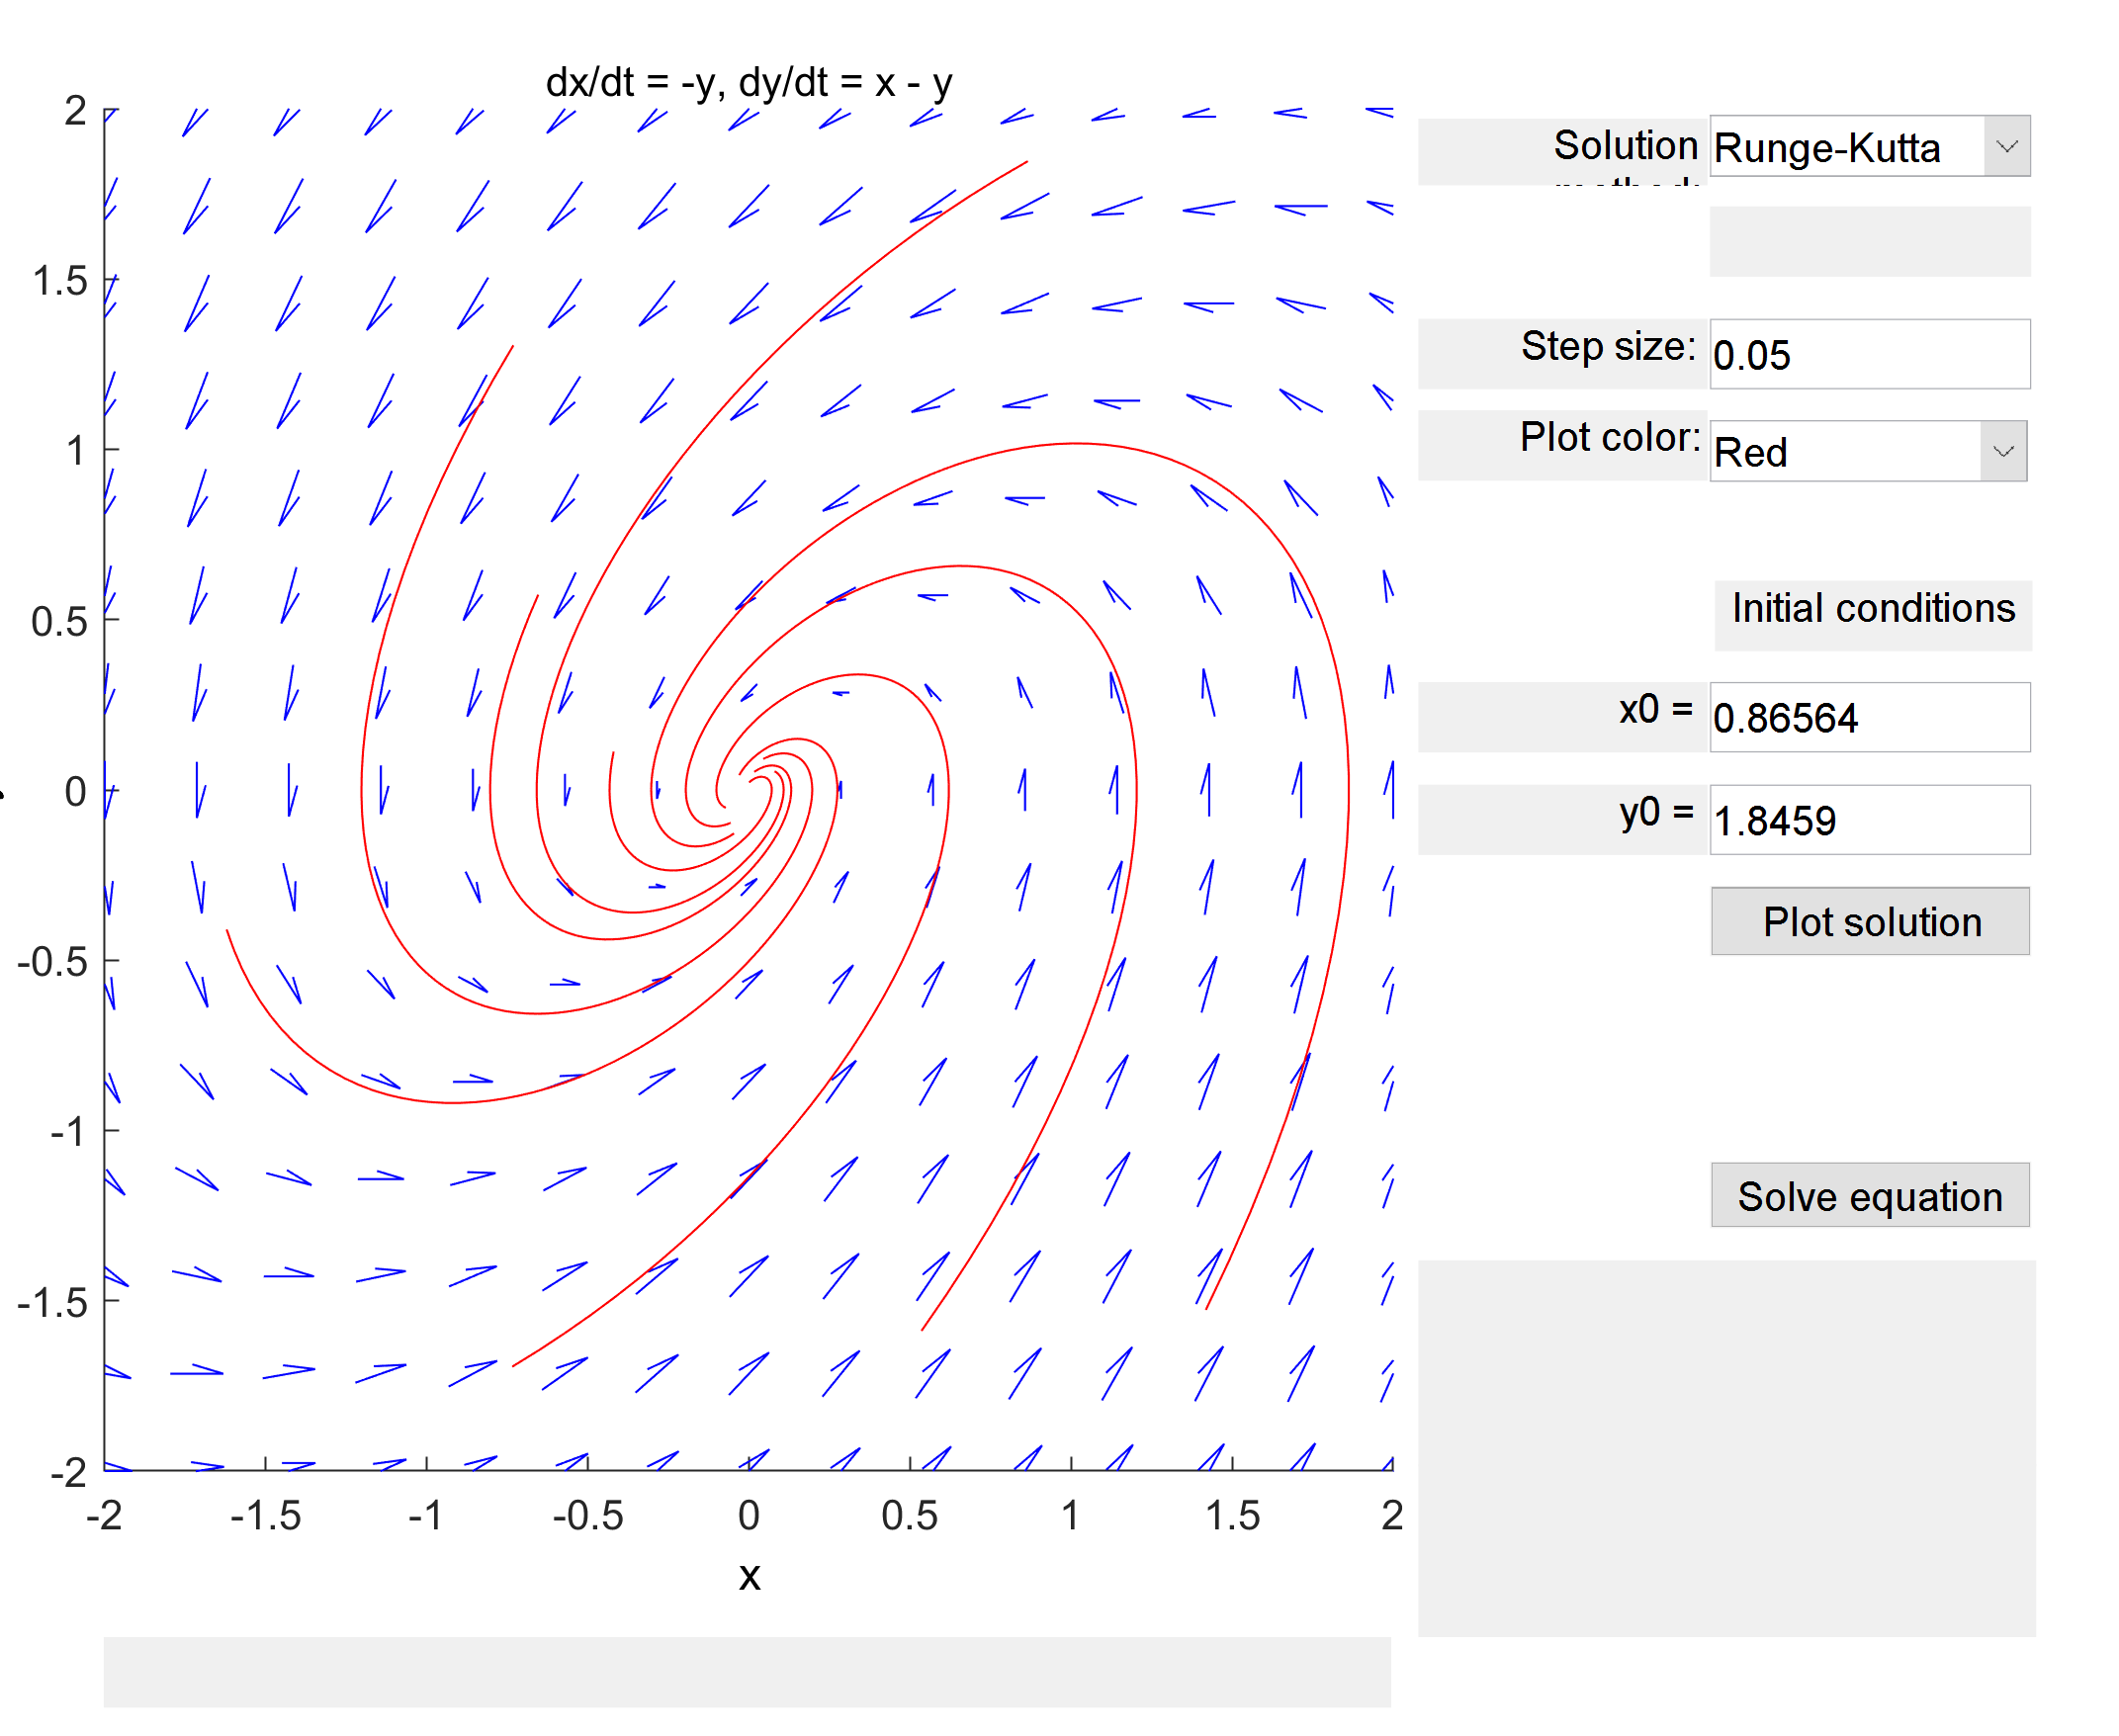 dx/dt = -y, dy/dt = x - y
2
1.5
1
0.5
0
-0.5
-1
-1.5
-2
-2 -1.5 -1 -0.5 0 0.5 1 1.5 2
x
Solution
Runge-Kutta
Step size:
0.05
Plot color:
Red
Initial conditions
x0 =
0.86564
y0 =
1.8459
Plot solution
Solve equation